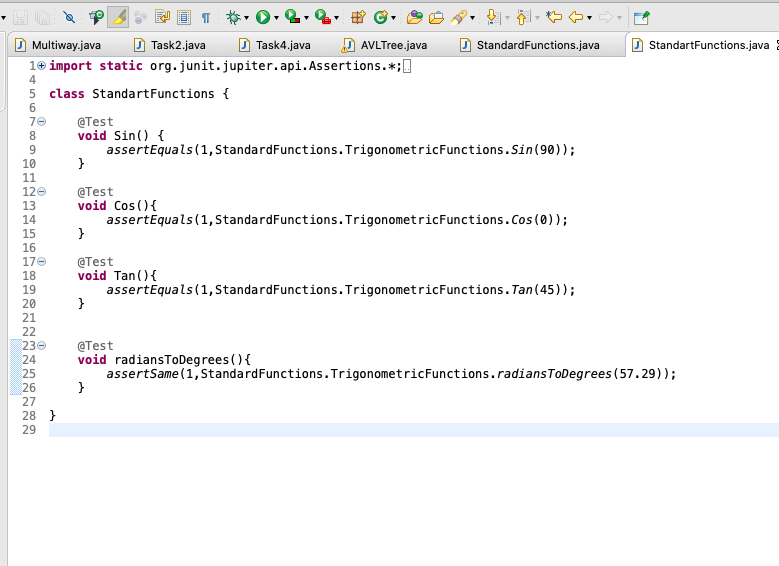 Multiway.java Task2.java Task4.java AVLTree.java StandardFunctions.java StandartFunctions.java
1 import static org.junit.jupiter.api.Assertions.*;
4
5 class StandartFunctions {
6
7 @Test
8 void Sin() {
9 assertEquals(1,StandardFunctions.TrigonometricFunctions.Sin(90));
10 }
11
12 @Test
13 void Cos(){
14 assertEquals(1,StandardFunctions.TrigonometricFunctions.Cos(0));
15 }
16
17 @Test
18 void Tan(){
19 assertEquals(1,StandardFunctions.TrigonometricFunctions.Tan(45));
20 }
21
22
23 @Test
24 void radiansToDegrees(){
25 assertSame(1,StandardFunctions.TrigonometricFunctions.radiansToDegrees(57.29));
26 }
27
28 }
29